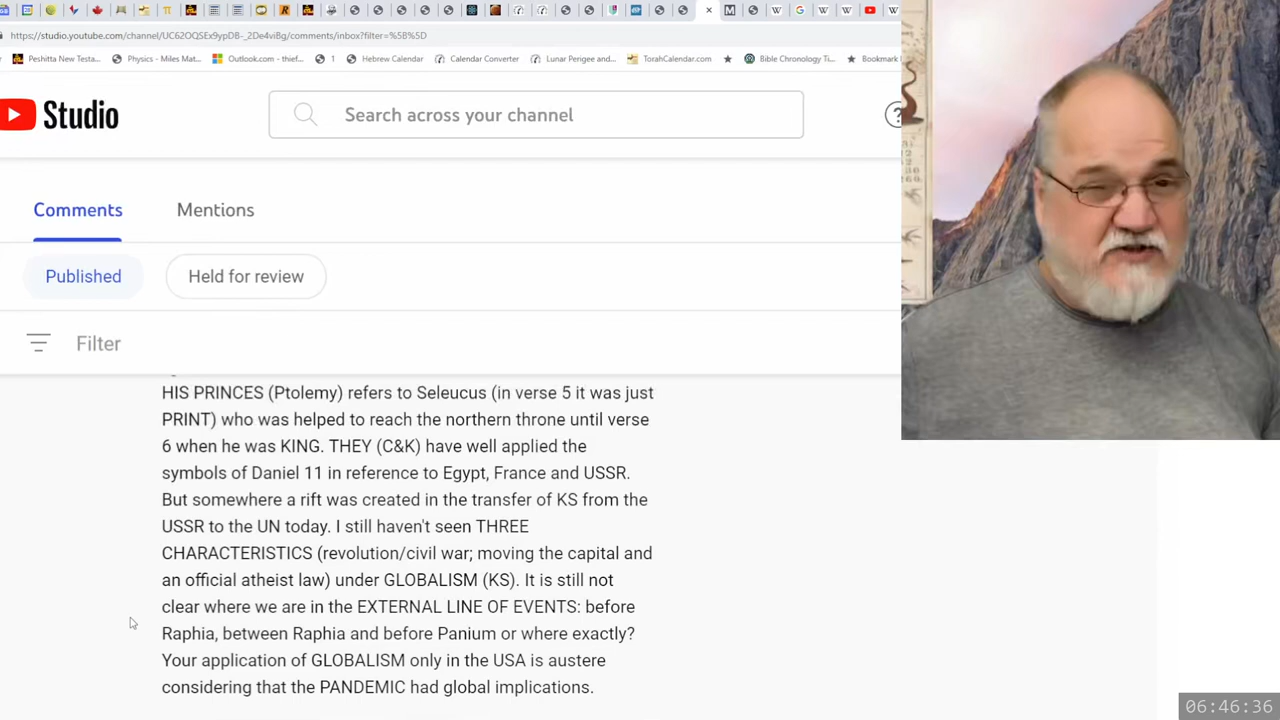 https://studio.youtube.com/channel/UC62OQSEx9ypDB-_2De4viBg/comments/inbox?filter=%5B%5D
Peshitta New Testa... Physics - Miles Mat... Outlook.com - thief... 1 Hebrew Calendar Calendar Converter Lunar Perigee and... TorahCalendar.com Bible Chronology Ti... Bookmark
Studio
Search across your channel
Comments Mentions
Published Held for review
Filter
HIS PRINCES (Ptolemy) refers to Seleucus (in verse 5 it was just
PRINT) who was helped to reach the northern throne until verse
6 when he was KING. THEY (C&K) have well applied the
symbols of Daniel 11 in reference to Egypt, France and USSR.
But somewhere a rift was created in the transfer of KS from the
USSR to the UN today. I still haven't seen THREE
CHARACTERISTICS (revolution/civil war; moving the capital and
an official atheist law) under GLOBALISM (KS). It is still not
clear where we are in the EXTERNAL LINE OF EVENTS: before
Raphia, between Raphia and before Panium or where exactly?
Your application of GLOBALISM only in the USA is austere
considering that the PANDEMIC had global implications.
06:46:36